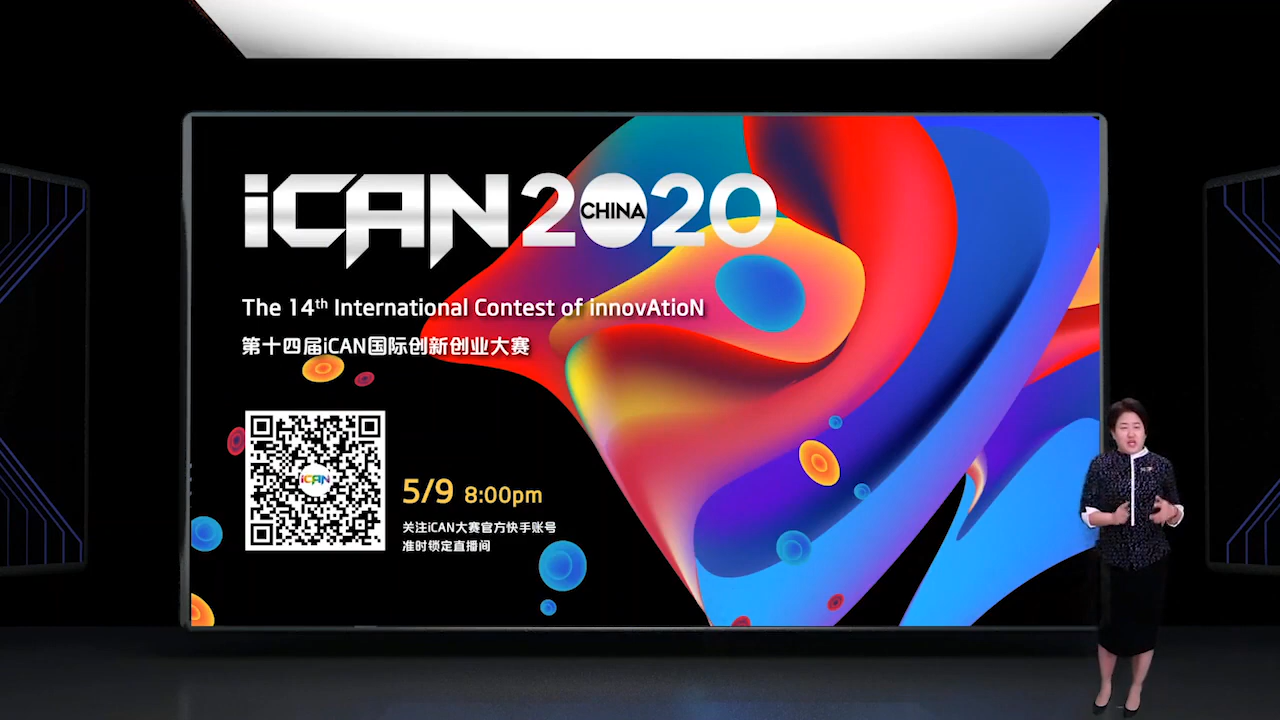 iCAN 2020
CHINA
The 14th International Contest of innovAtioN
第十四届iCAN国际创新创业大赛
iCAN
5/9 8:00pm
关注iCAN大赛官方快手账号
准时锁定直播间